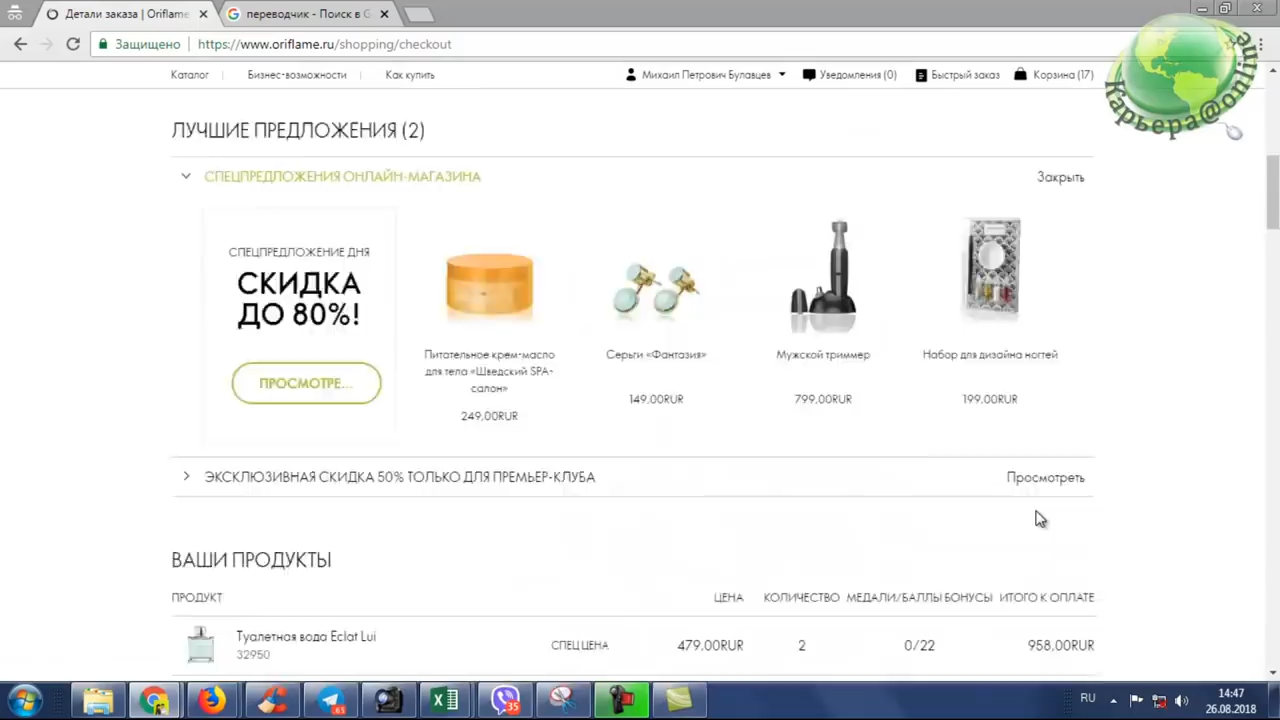 Детали заказа | Oriflame
переводчик - Поиск в G
Защищено
https://www.oriflame.ru/shopping/checkout
Каталог
Бизнес-возможности
Как купить
Михаил Петрович Булавцев
Уведомления (0)
Быстрый заказ
Корзина (17)
Карьера@online
ЛУЧШИЕ ПРЕДЛОЖЕНИЯ (2)
СПЕЦПРЕДЛОЖЕНИЯ ОНЛАЙН-МАГАЗИНА
Закрыть
СПЕЦПРЕДЛОЖЕНИЕ ДНЯ
СКИДКА
ДО 80%!
ПРОСМОТРЕ...
Питательное крем-масло
для тела «Шведский SPA-
салон»
249,00RUR
Серьги «Фантазия»
149,00RUR
Мужской триммер
799,00RUR
Набор для дизайна ногтей
199,00RUR
ЭКСКЛЮЗИВНАЯ СКИДКА 50% ТОЛЬКО ДЛЯ ПРЕМЬЕР-КЛУБА
Просмотреть
ВАШИ ПРОДУКТЫ
ПРОДУКТ
ЦЕНА
КОЛИЧЕСТВО
МЕДАЛИ/БАЛЛЫ БОНУСЫ
ИТОГО К ОПЛАТЕ
Туалетная вода Eclat Lui
32950
СПЕЦ ЦЕНА
479,00RUR
2
0/22
958,00RUR
65
35
RU
14:47
26.08.2018